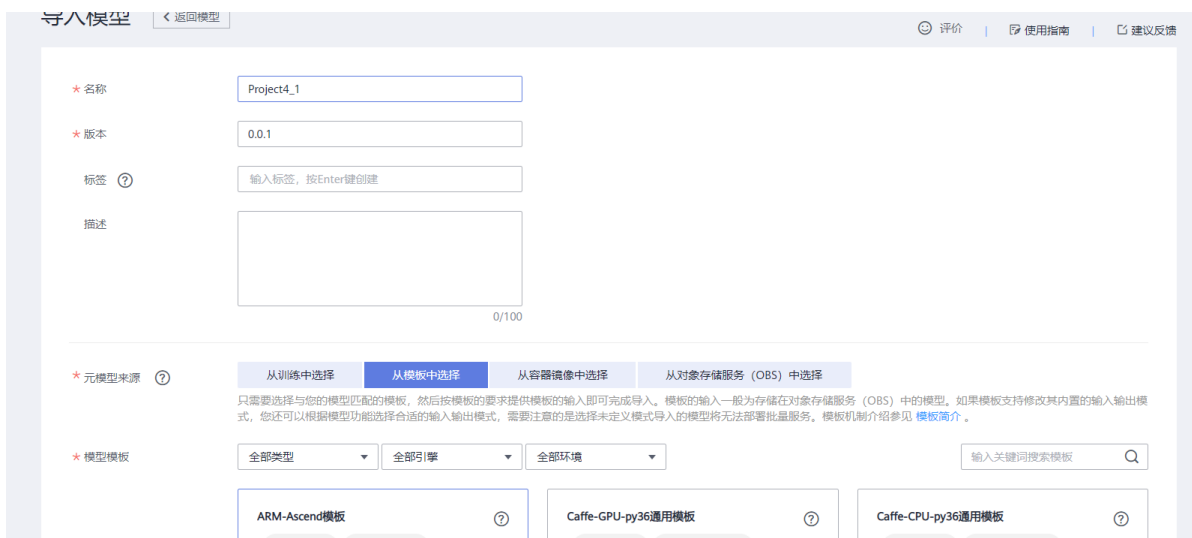 导入模型
返回模型
评价 | 使用指南 | 建议反馈
* 名称
Project4_1
* 版本
0.0.1
标签 ?
输入标签，按Enter键创建
描述
0/100
* 元模型来源 ?
从训练中选择
从模板中选择
从容器镜像中选择
从对象存储服务（OBS）中选择
只需要选择与您的模型匹配的模板，然后按模板的要求提供模板的输入即可完成导入。模板的输入一般为存储在对象存储服务（OBS）中的模型。如果模板支持修改其内置的输入输出模
式，您还可以根据模型功能选择合适的输入输出模式，需要注意的是选择未定义模式导入的模型将无法部署批量服务。模板机制介绍参见 模板简介 。
* 模型模板
全部类型
全部引擎
全部环境
输入关键词搜索模板
ARM-Ascend模板 ?
Caffe-GPU-py36通用模板 ?
Caffe-CPU-py36通用模板 ?